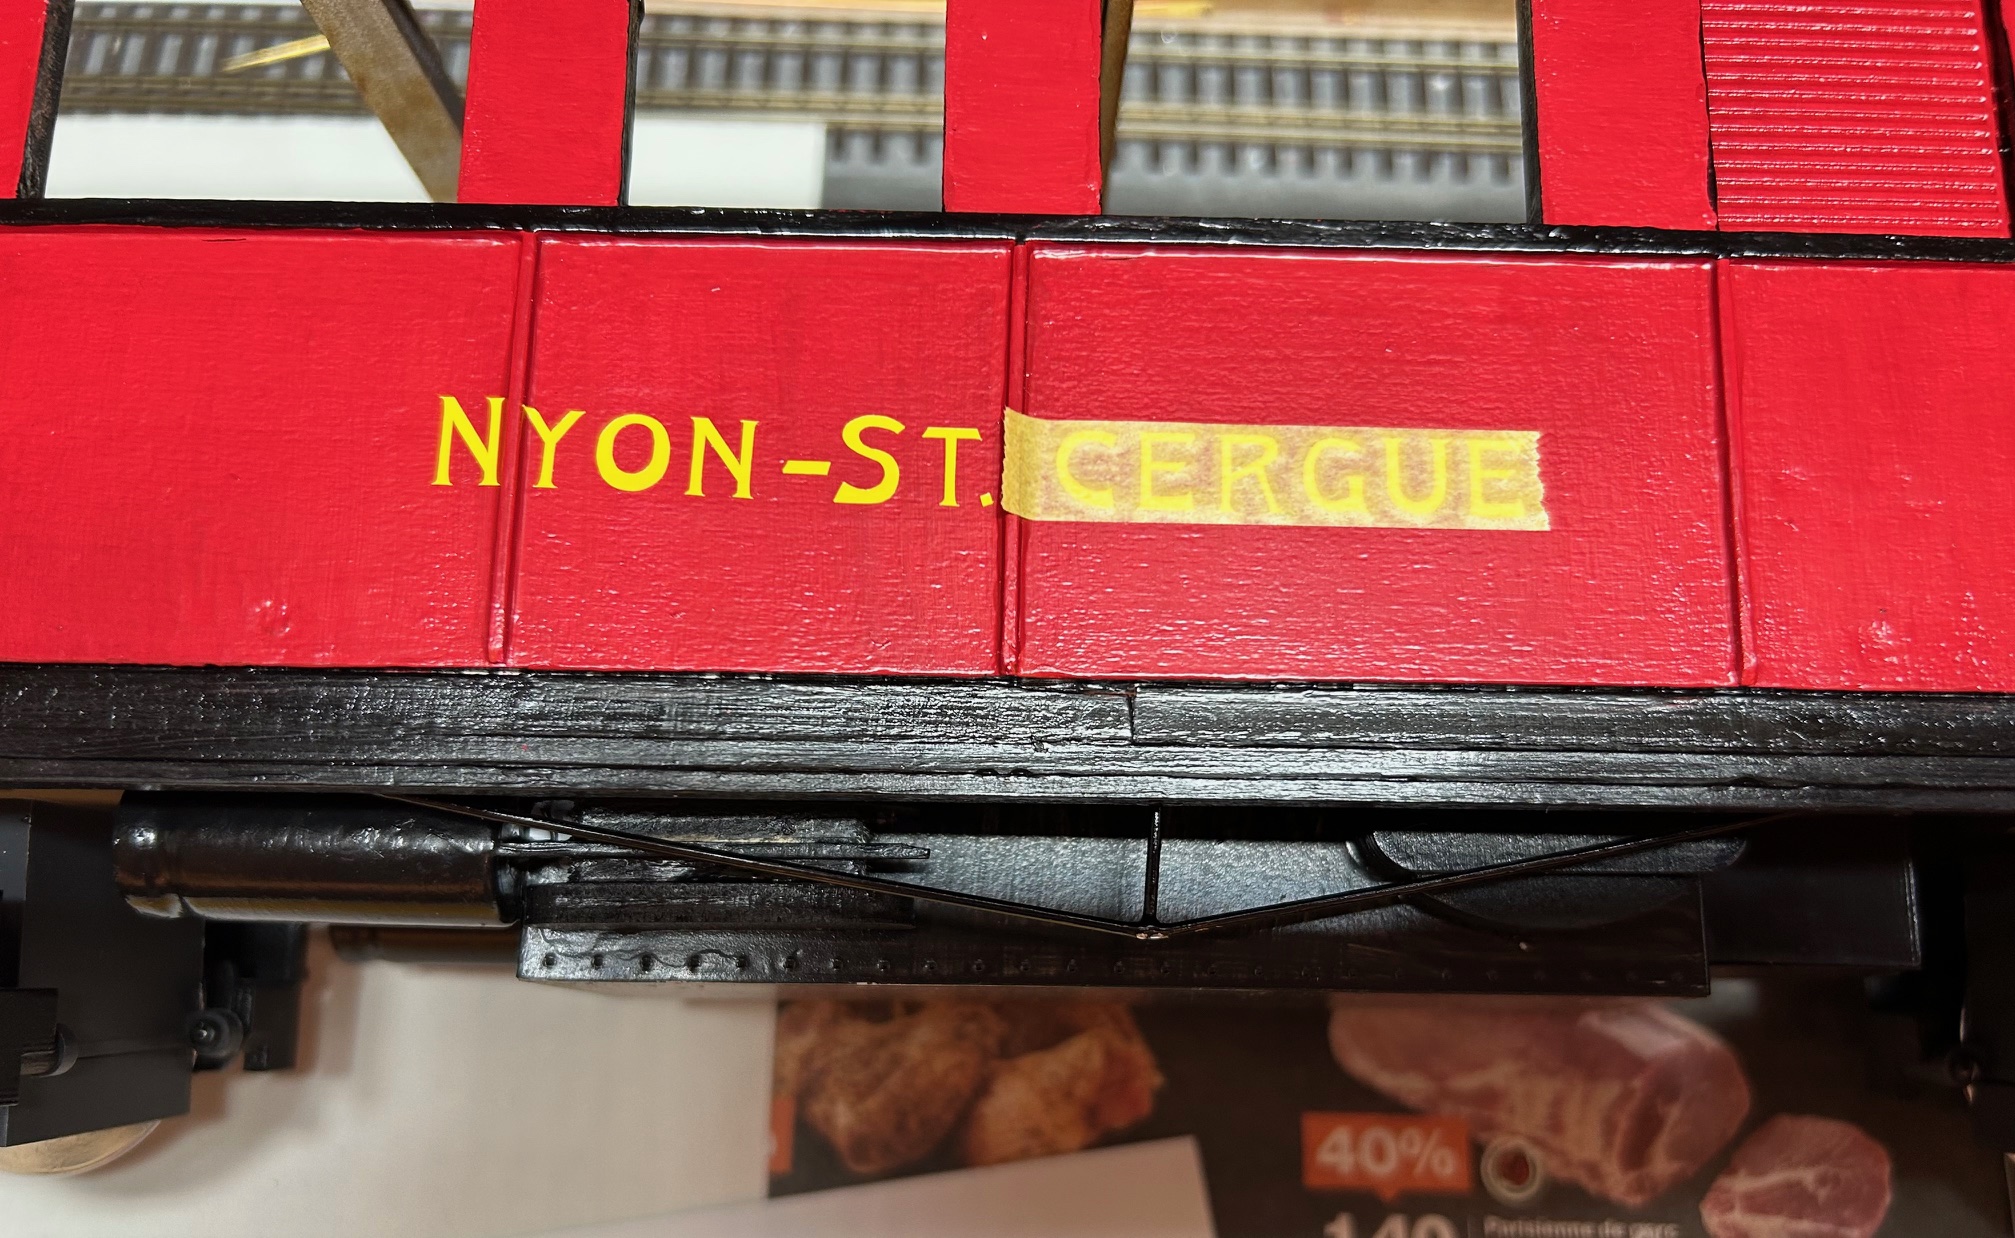 NYON-ST. CERGUE
40%
140
Parisienne de porc